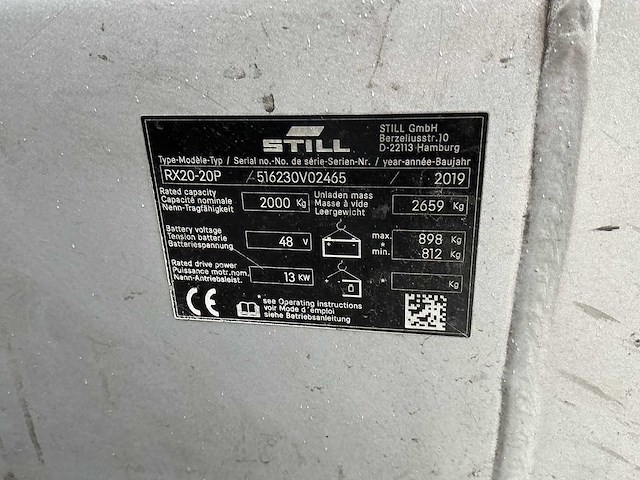 STILL
STILL GmbH
Berzeliusstr.10
D-22113 Hamburg
Type-Modèle-Typ / Serial no.-No. de série-Serien-Nr. / year-année-Baujahr
RX20-20P / 516230V02465 / 2019
Rated capacity
Capacité nominale
Nenn-Tragfähigkeit
2000 Kg
Unladen mass
Masse à vide
Leergewicht
2659 Kg
Battery voltage
Tension batterie
Batteriespannung
48 V
max. 898 Kg
*
min. 812 Kg
Rated drive power
Puissance motr.nom.
Nenn-Antriebsleist.
13 KW
* Kg
CE
*see Operating instructions
voir Mode d'emploi
siehe Betriebsanleitung